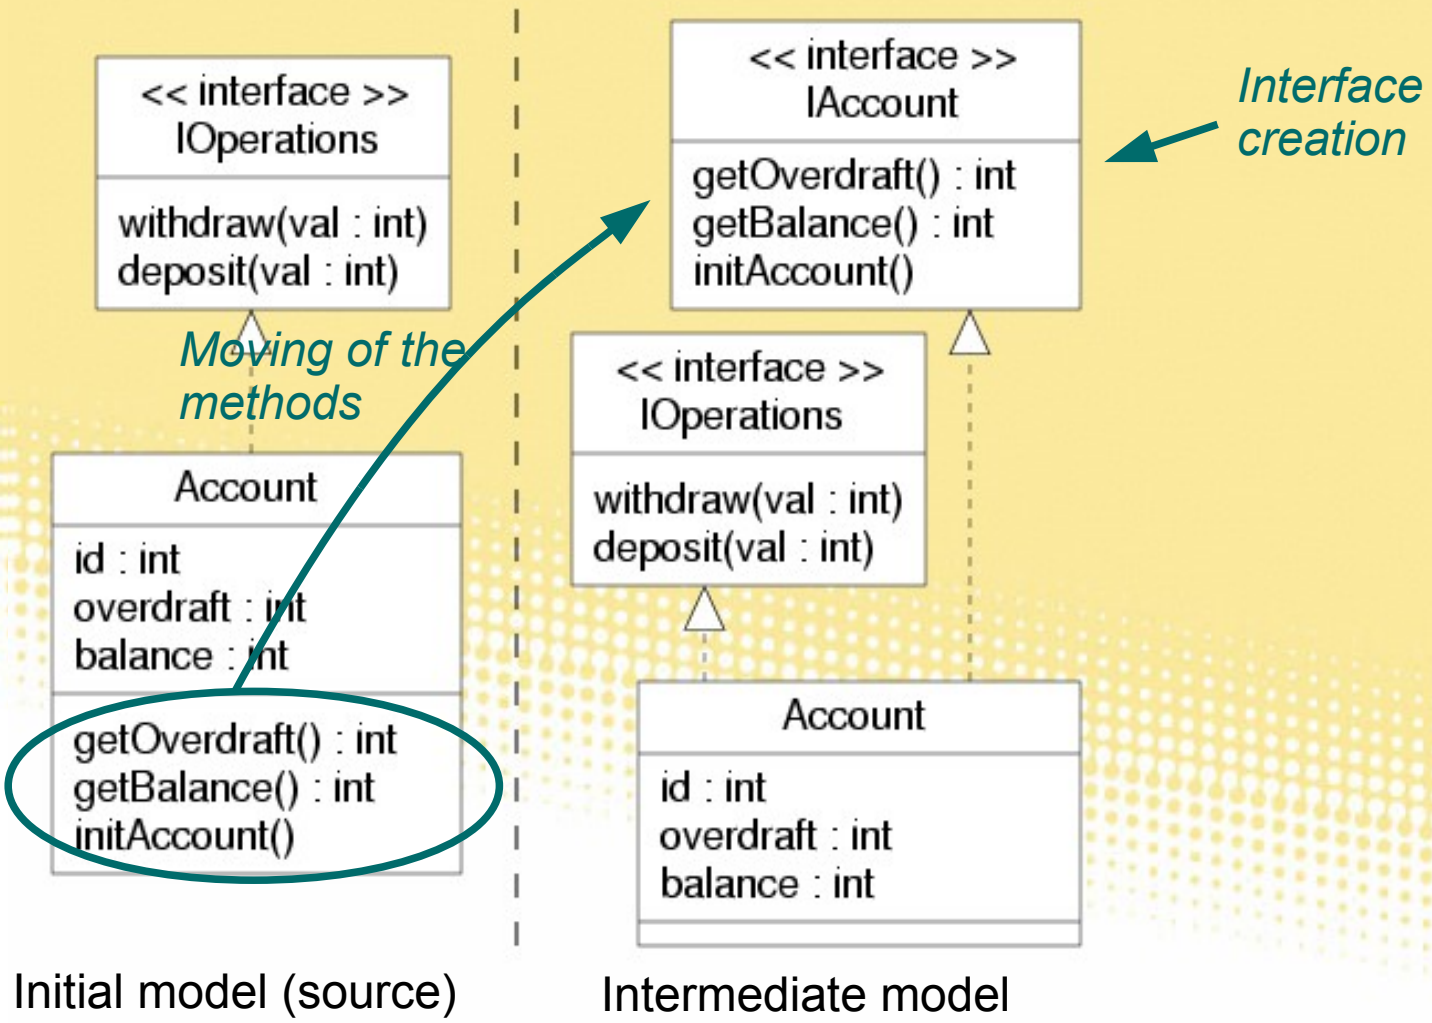 << interface >>
IOperations
withdraw(val : int)
deposit(val : int)
Moving of the
methods
Account
id : int
overdraft : int
balance : int
getOverdraft() : int
getBalance() : int
initAccount()
Initial model (source)
<< interface >>
IAccount
getOverdraft() : int
getBalance() : int
initAccount()
Interface
creation
<< interface >>
IOperations
withdraw(val : int)
deposit(val : int)
Account
id : int
overdraft : int
balance : int
Intermediate model